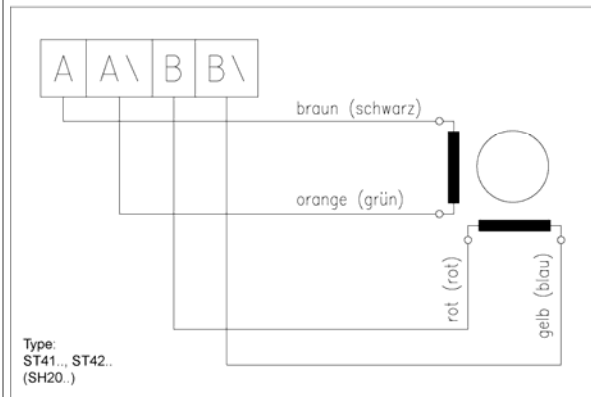 A A\ B B\
braun (schwarz)
orange (grün)
rot (rot)
gelb (blau)
Type:
ST41.., ST42..
(SH20..)